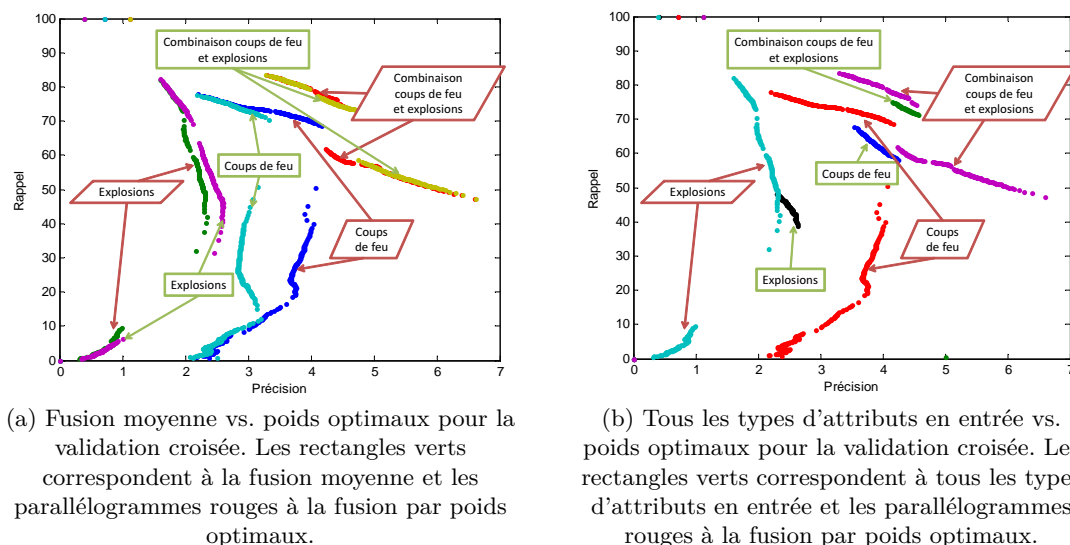 100
90
80
70
60
50
40
30
20
10
0
Rappel
0
1
2
3
4
5
6
7
Précision
Combinaison coups de feu
et explosions
Combinaison
coups de feu
et explosions
Coups de feu
Explosions
Coups
de feu
Explosions
(a) Fusion moyenne vs. poids optimaux pour la
validation croisée. Les rectangles verts
correspondent à la fusion moyenne et les
parallélogrammes rouges à la fusion par poids
optimaux.
100
90
80
70
60
50
40
30
20
10
0
Rappel
0
1
2
3
4
5
6
7
Précision
Combinaison coups de feu
et explosions
Combinaison
coups de feu
et explosions
Coups de feu
Explosions
Coups
de feu
Explosions
(b) Tous les types d'attributs en entrée vs.
poids optimaux pour la validation croisée. Le
rectangles verts correspondent à tous les type
d'attributs en entrée et les parallélogrammes
rouges à la fusion par poids optimaux.